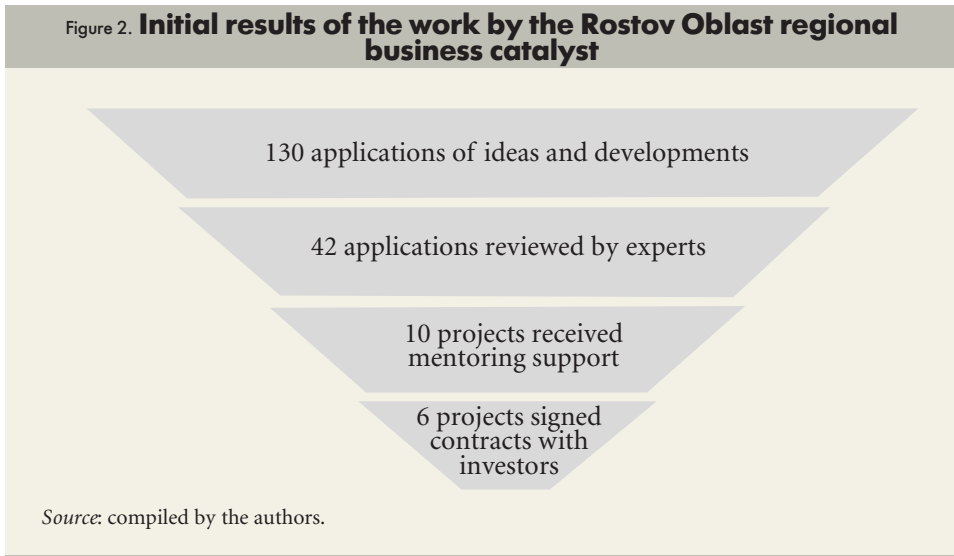 Figure 2. Initial results of the work by the Rostov Oblast regional
business catalyst
130 applications of ideas and developments
42 applications reviewed by experts
10 projects received
mentoring support
6 projects signed
contracts with
investors
Source: compiled by the authors.